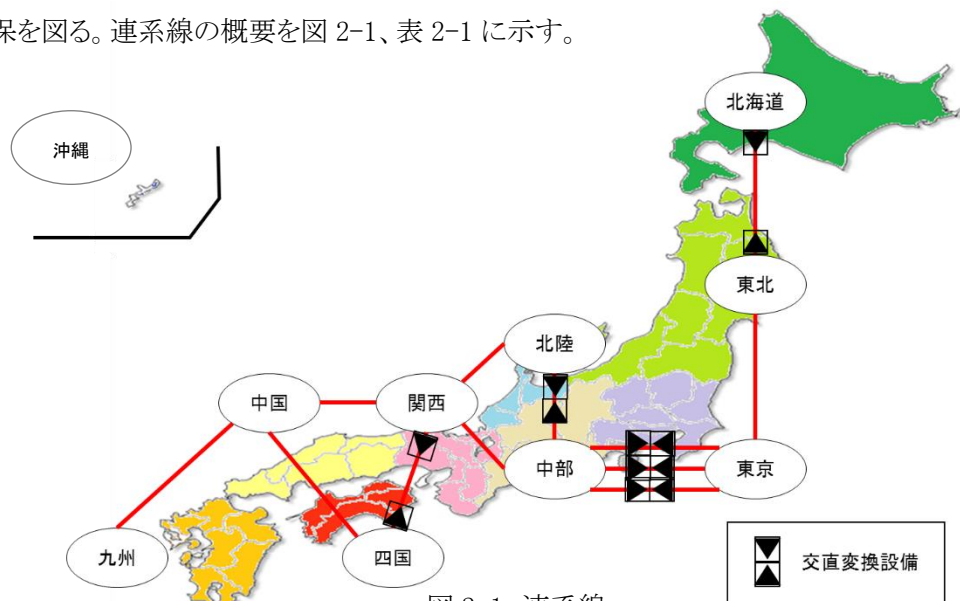 保を図る。連系線の概要を図 2-1、表 2-1 に示す。
北海道
沖縄
東北
北陸
中国
関西
中部
東京
九州
四国
交直変換設備
図 2-1 連系線